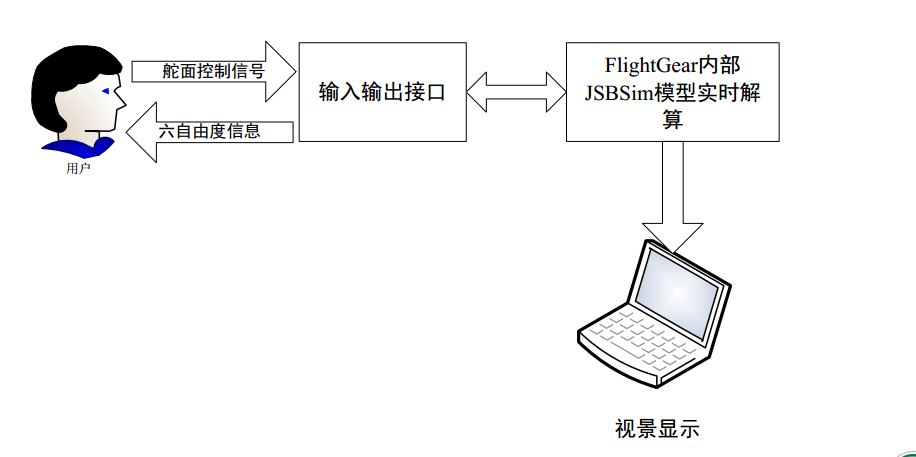 舵面控制信号
六自由度信息
用户
输入输出接口
FlightGear内部
JSBSim模型实时解
算
视景显示